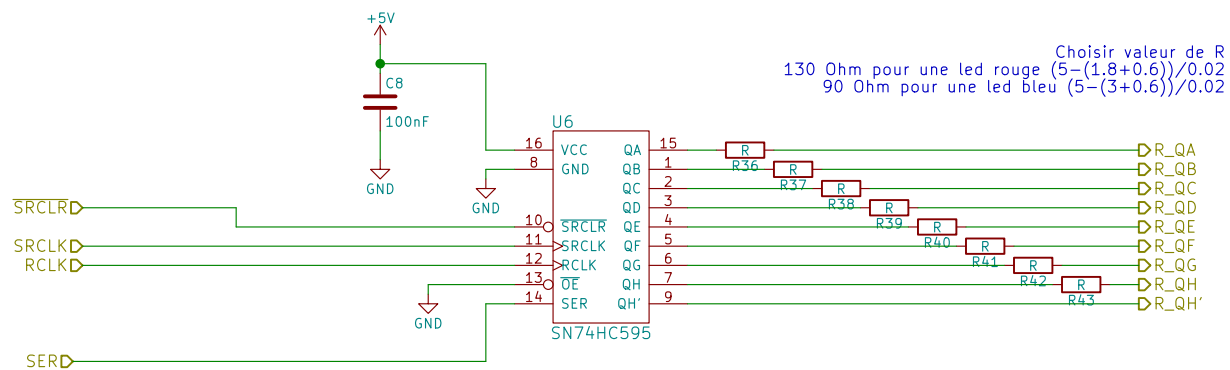 +5V
Choisir valeur de R
130 Ohm pour une led rouge (5-(1.8+0.6))/0.02
90 Ohm pour une led bleu (5-(3+0.6))/0.02
C8
100nF
GND
U6
16 VCC QA 15 R R_QA
R36
8 GND QB 1 R R_QB
R37
GND
QC 2 R R_QC
R38
SRCLR QD 3 R R_QD
R39
10 SRCLR QE 4 R R_QE
R40
SRCLK 11 SRCLK QF 5 R R_QF
R41
RCLK 12 RCLK QG 6 R R_QG
R42
13 OE QH 7 R R_QH
R43
14 SER QH' 9 R_QH'
GND
SN74HC595
SER